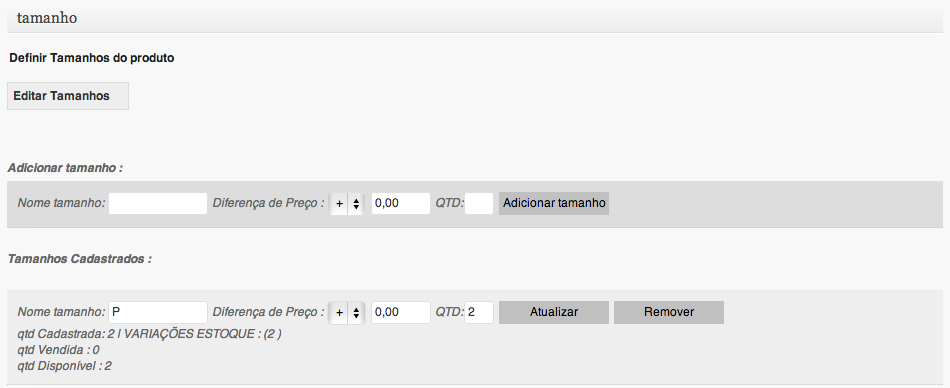 tamanho
Definir Tamanhos do produto
Editar Tamanhos
Adicionar tamanho :
Nome tamanho: Diferença de Preço : + 0,00 QTD: Adicionar tamanho
Tamanhos Cadastrados :
Nome tamanho: P Diferença de Preço : + 0,00 QTD: 2 Atualizar Remover
qtd Cadastrada: 2 | VARIAÇÕES ESTOQUE : (2 )
qtd Vendida : 0
qtd Disponível : 2